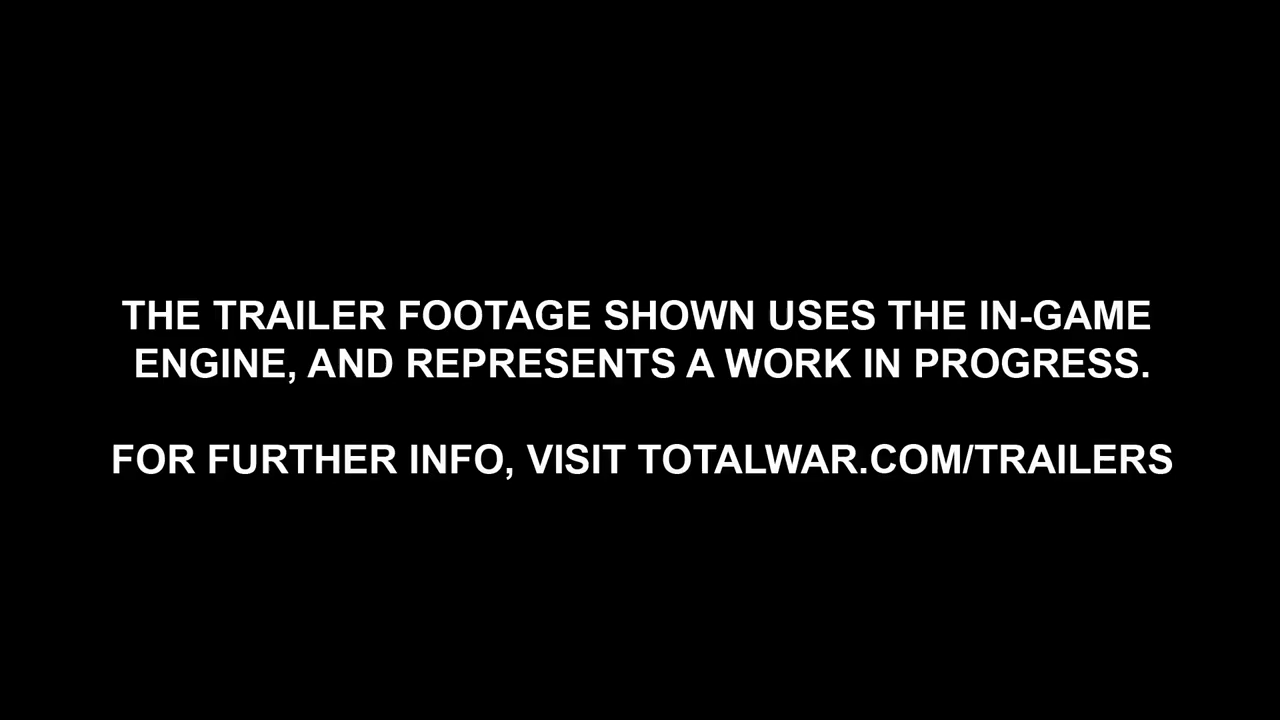 THE TRAILER FOOTAGE SHOWN USES THE IN-GAME
ENGINE, AND REPRESENTS A WORK IN PROGRESS.
FOR FURTHER INFO, VISIT TOTALWAR.COM/TRAILERS